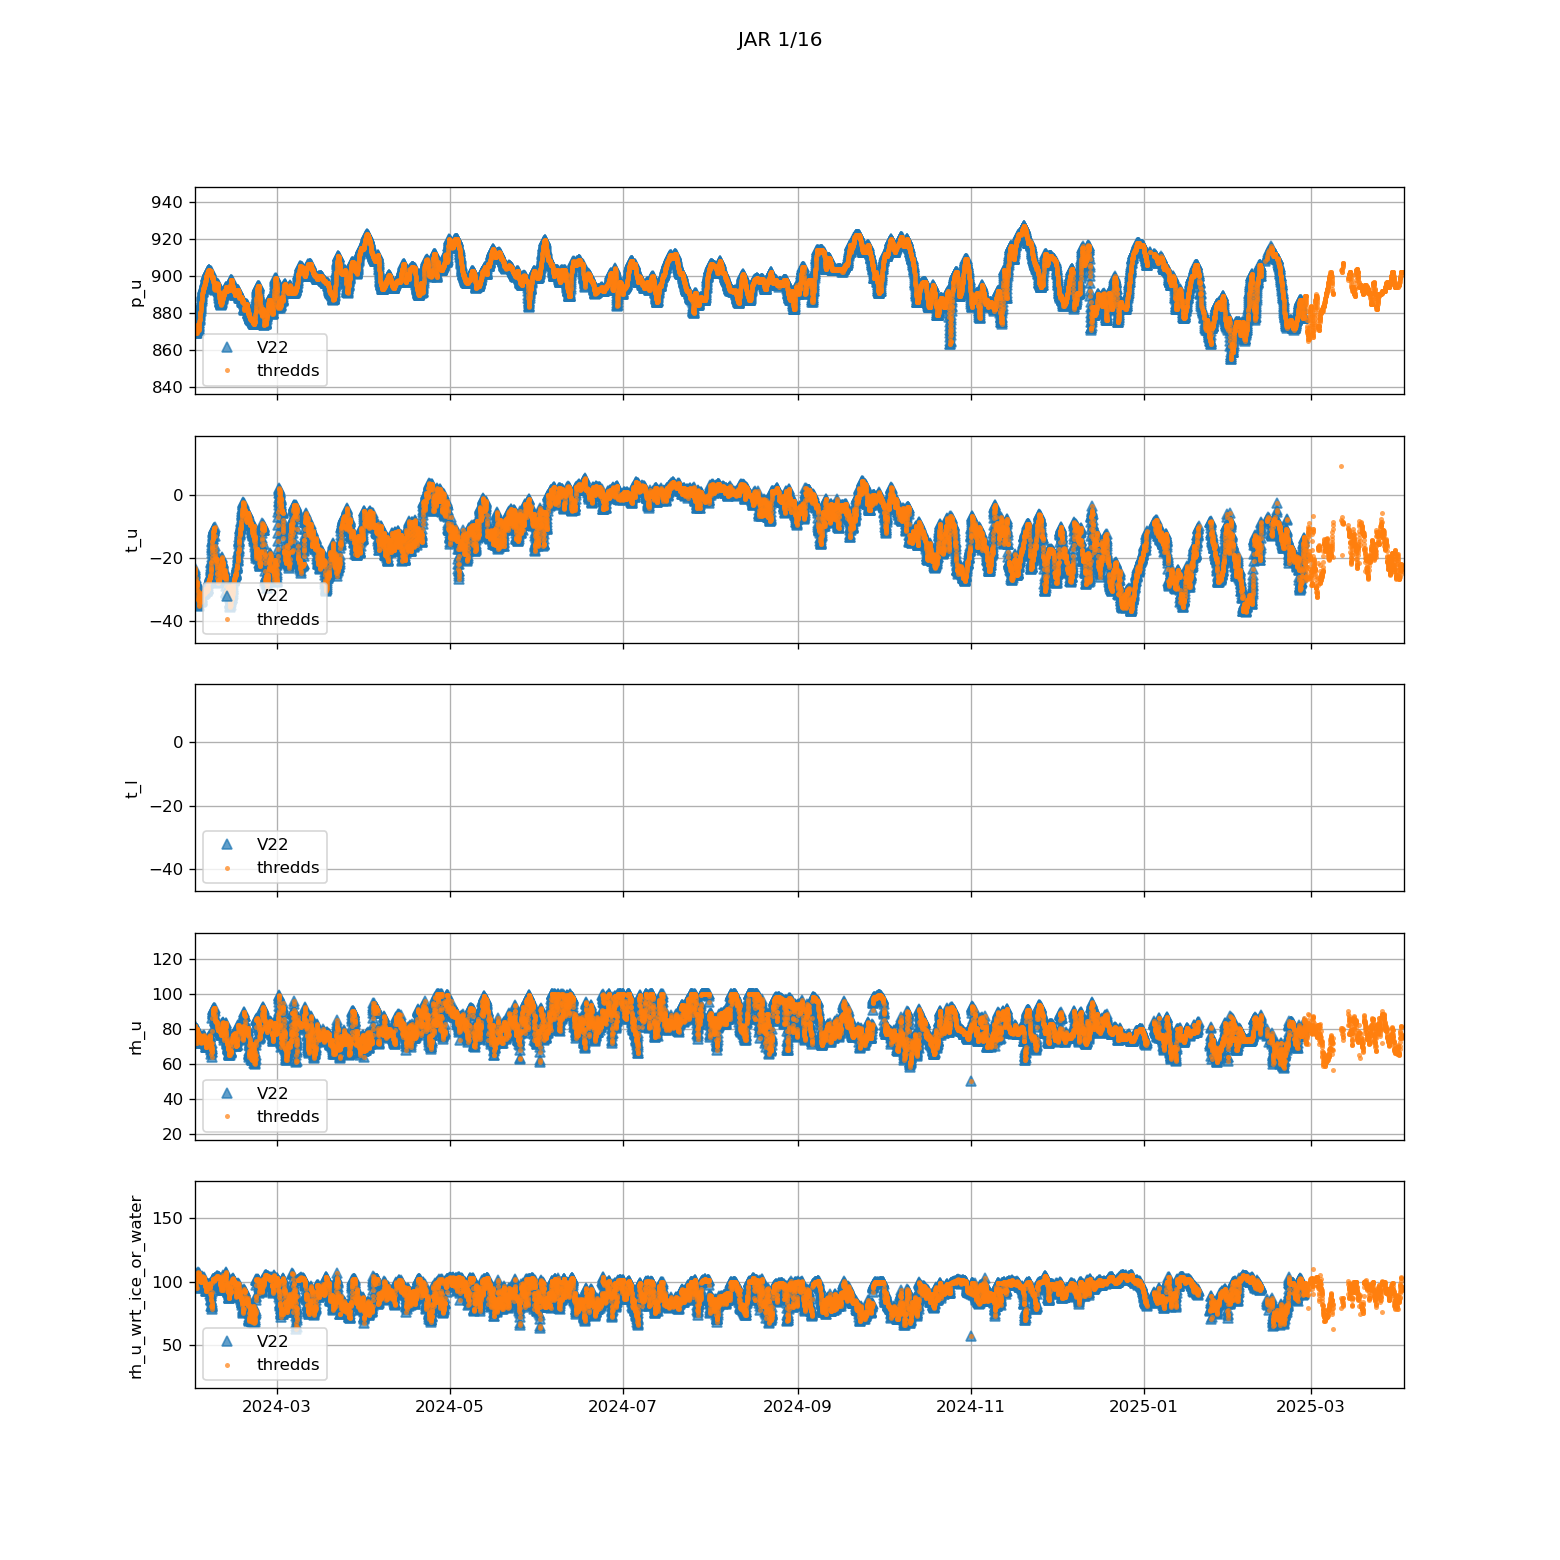 JAR 1/16
940
920
900
880
860
840
p_u
V22
thredds
0
−20
−40
t_u
V22
thredds
0
−20
−40
t_l
V22
thredds
120
100
80
60
40
20
rh_u
V22
thredds
150
100
50
rh_u_wrt_ice_or_water
V22
thredds
2024-03 2024-05 2024-07 2024-09 2024-11 2025-01 2025-03